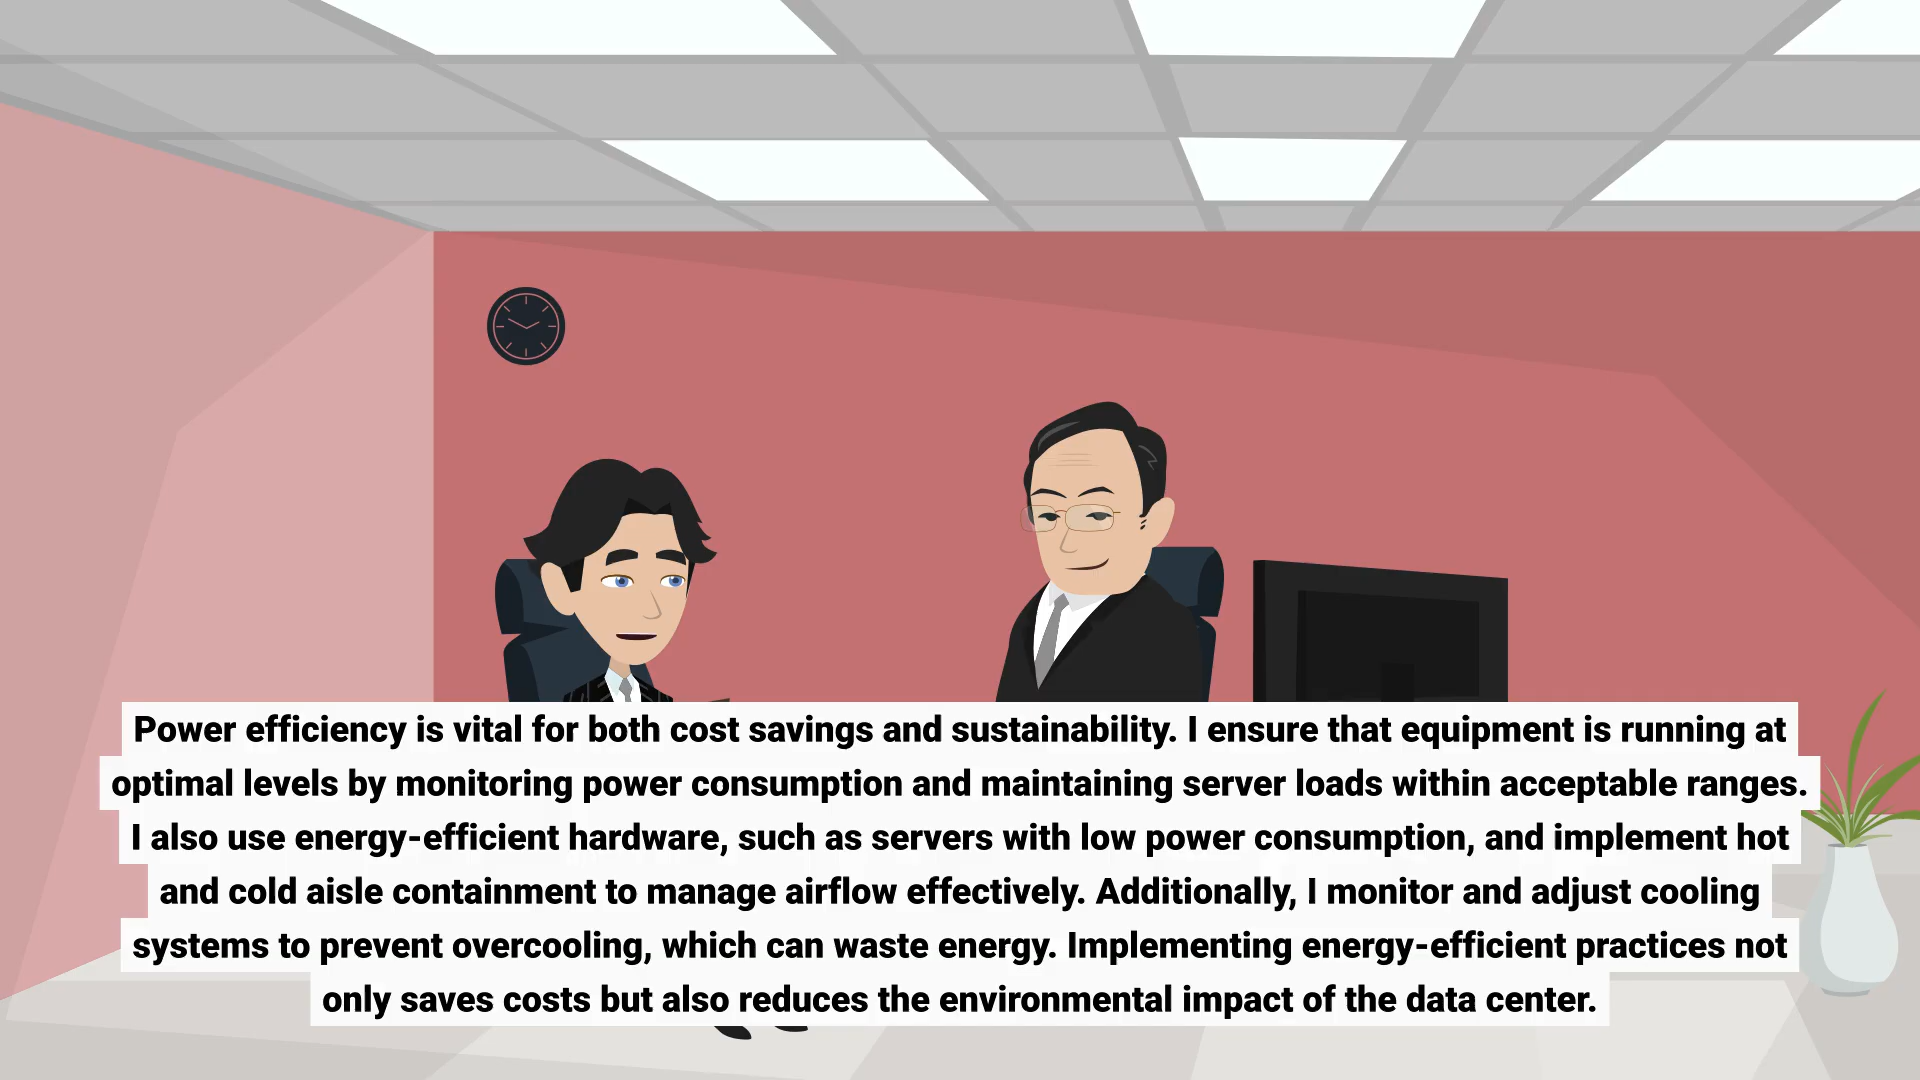 Power efficiency is vital for both cost savings and sustainability. I ensure that equipment is running at
optimal levels by monitoring power consumption and maintaining server loads within acceptable ranges.
I also use energy-efficient hardware, such as servers with low power consumption, and implement hot
and cold aisle containment to manage airflow effectively. Additionally, I monitor and adjust cooling
systems to prevent overcooling, which can waste energy. Implementing energy-efficient practices not
only saves costs but also reduces the environmental impact of the data center.